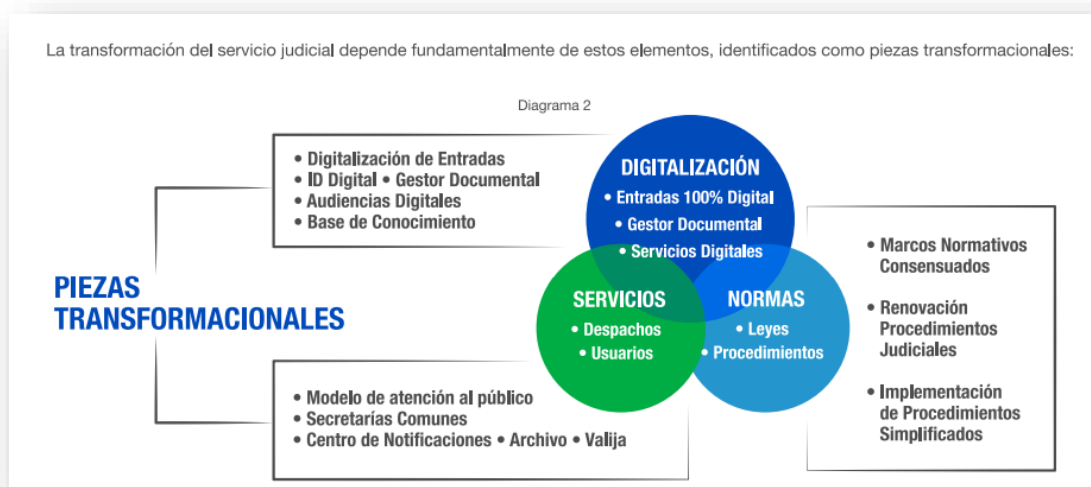 La transformación del servicio judicial depende fundamentalmente de estos elementos, identificados como piezas transformacionales:
Diagrama 2
• Digitalización de Entradas
• ID Digital • Gestor Documental
• Audiencias Digitales
• Base de Conocimiento
DIGITALIZACIÓN
• Entradas 100% Digital
• Gestor Documental
• Servicios Digitales
PIEZAS
TRANSFORMACIONALES
SERVICIOS
• Despachos
• Usuarios
NORMAS
• Leyes
• Procedimientos
• Marcos Normativos
Consensuados
• Renovación
Procedimientos
Judiciales
• Implementación
de Procedimientos
Simplificados
• Modelo de atención al público
• Secretarías Comunes
• Centro de Notificaciones • Archivo • Valija